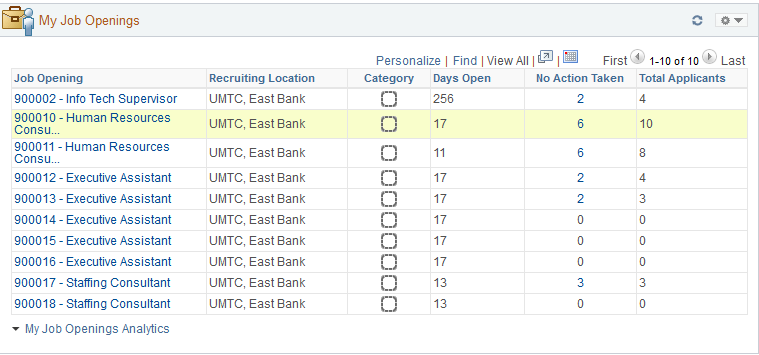 My Job Openings
Personalize | Find | View All | | First 1-10 of 10 Last
Job Opening Recruiting Location Category Days Open No Action Taken Total Applicants
900002 - Info Tech Supervisor UMTC, East Bank 256 2 4
900010 - Human Resources Consu... UMTC, East Bank 17 6 10
900011 - Human Resources Consu... UMTC, East Bank 11 6 8
900012 - Executive Assistant UMTC, East Bank 17 2 4
900013 - Executive Assistant UMTC, East Bank 17 2 3
900014 - Executive Assistant UMTC, East Bank 17 0 0
900015 - Executive Assistant UMTC, East Bank 17 0 0
900016 - Executive Assistant UMTC, East Bank 17 0 0
900017 - Staffing Consultant UMTC, East Bank 13 3 3
900018 - Staffing Consultant UMTC, East Bank 13 0 0
My Job Openings Analytics